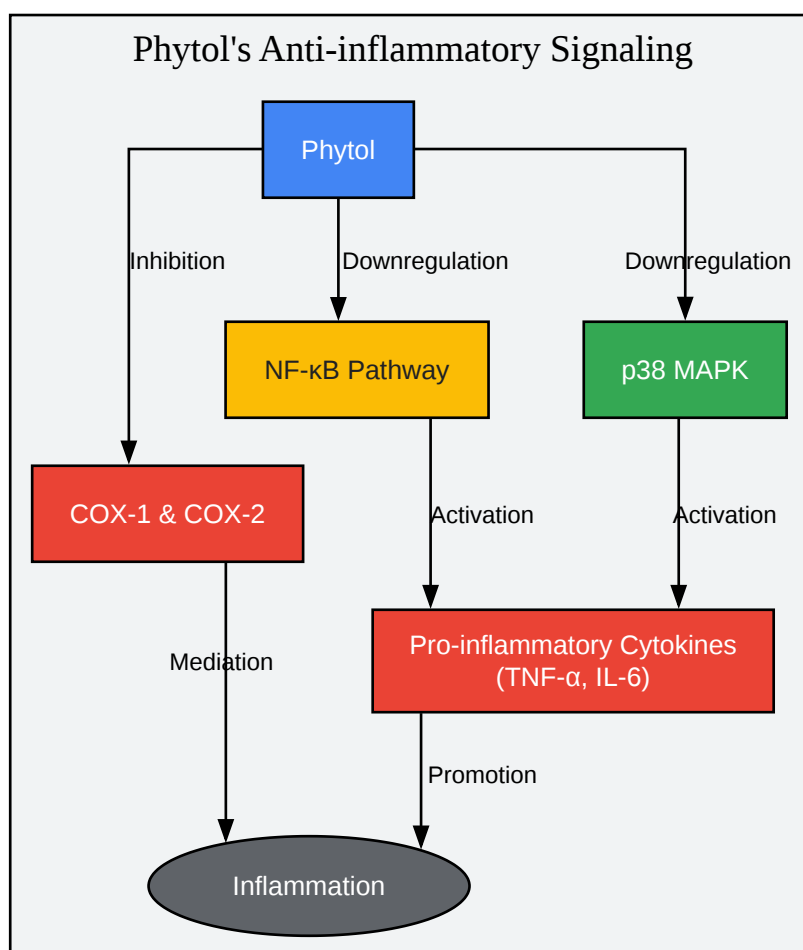 Phytol's Anti-inflammatory Signaling
Phytol
Inhibition
Downregulation
Downregulation
NF-κB Pathway
p38 MAPK
COX-1 & COX-2
Activation
Activation
Pro-inflammatory Cytokines
(TNF-α, IL-6)
Mediation
Promotion
Inflammation